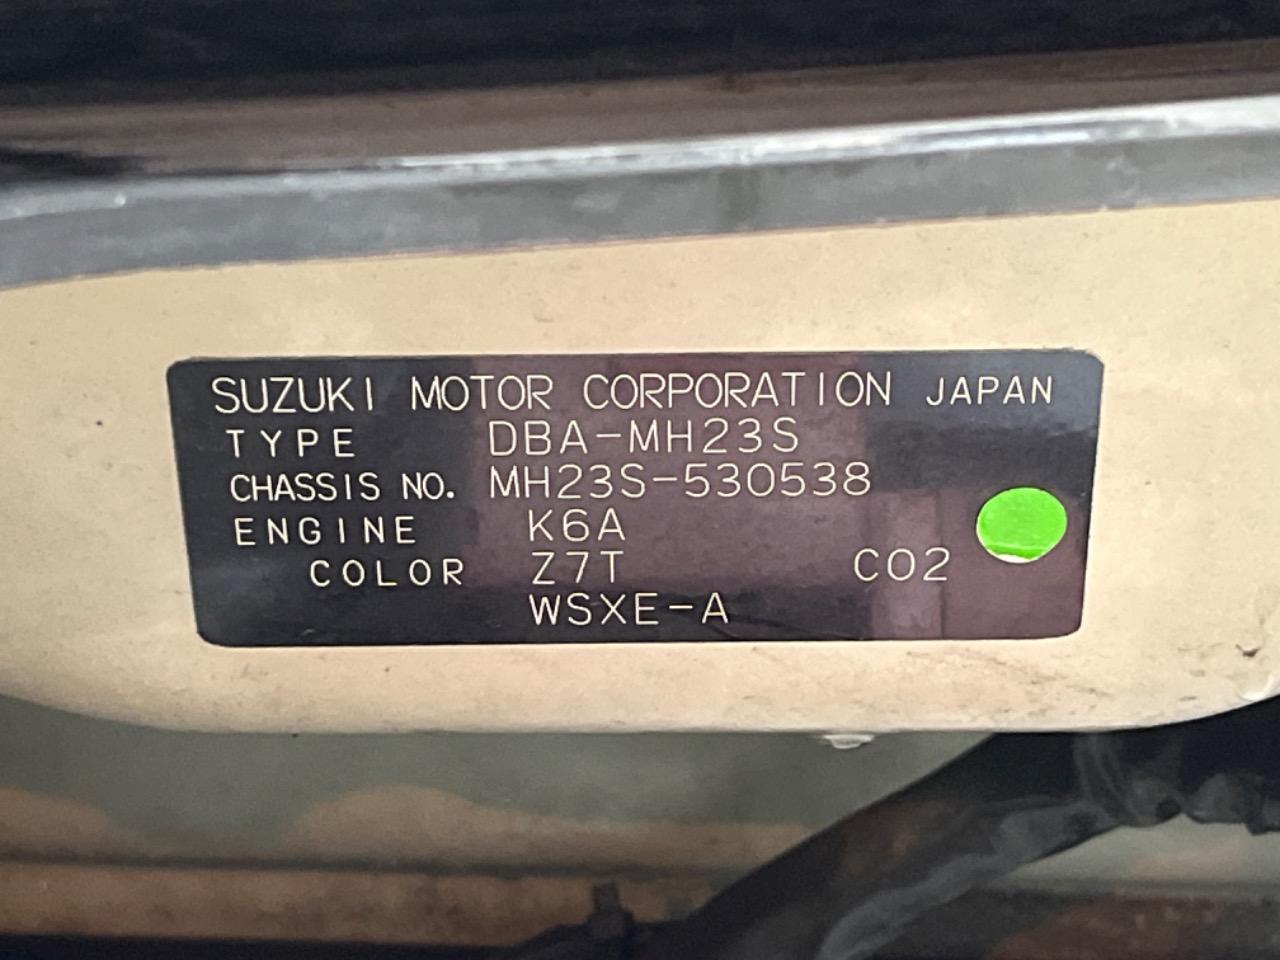 SUZUKI MOTOR CORPORATION JAPAN
TYPE DBA-MH23S
CHASSIS NO. MH23S-530538
ENGINE K6A
COLOR Z7T C02
WSXE-A